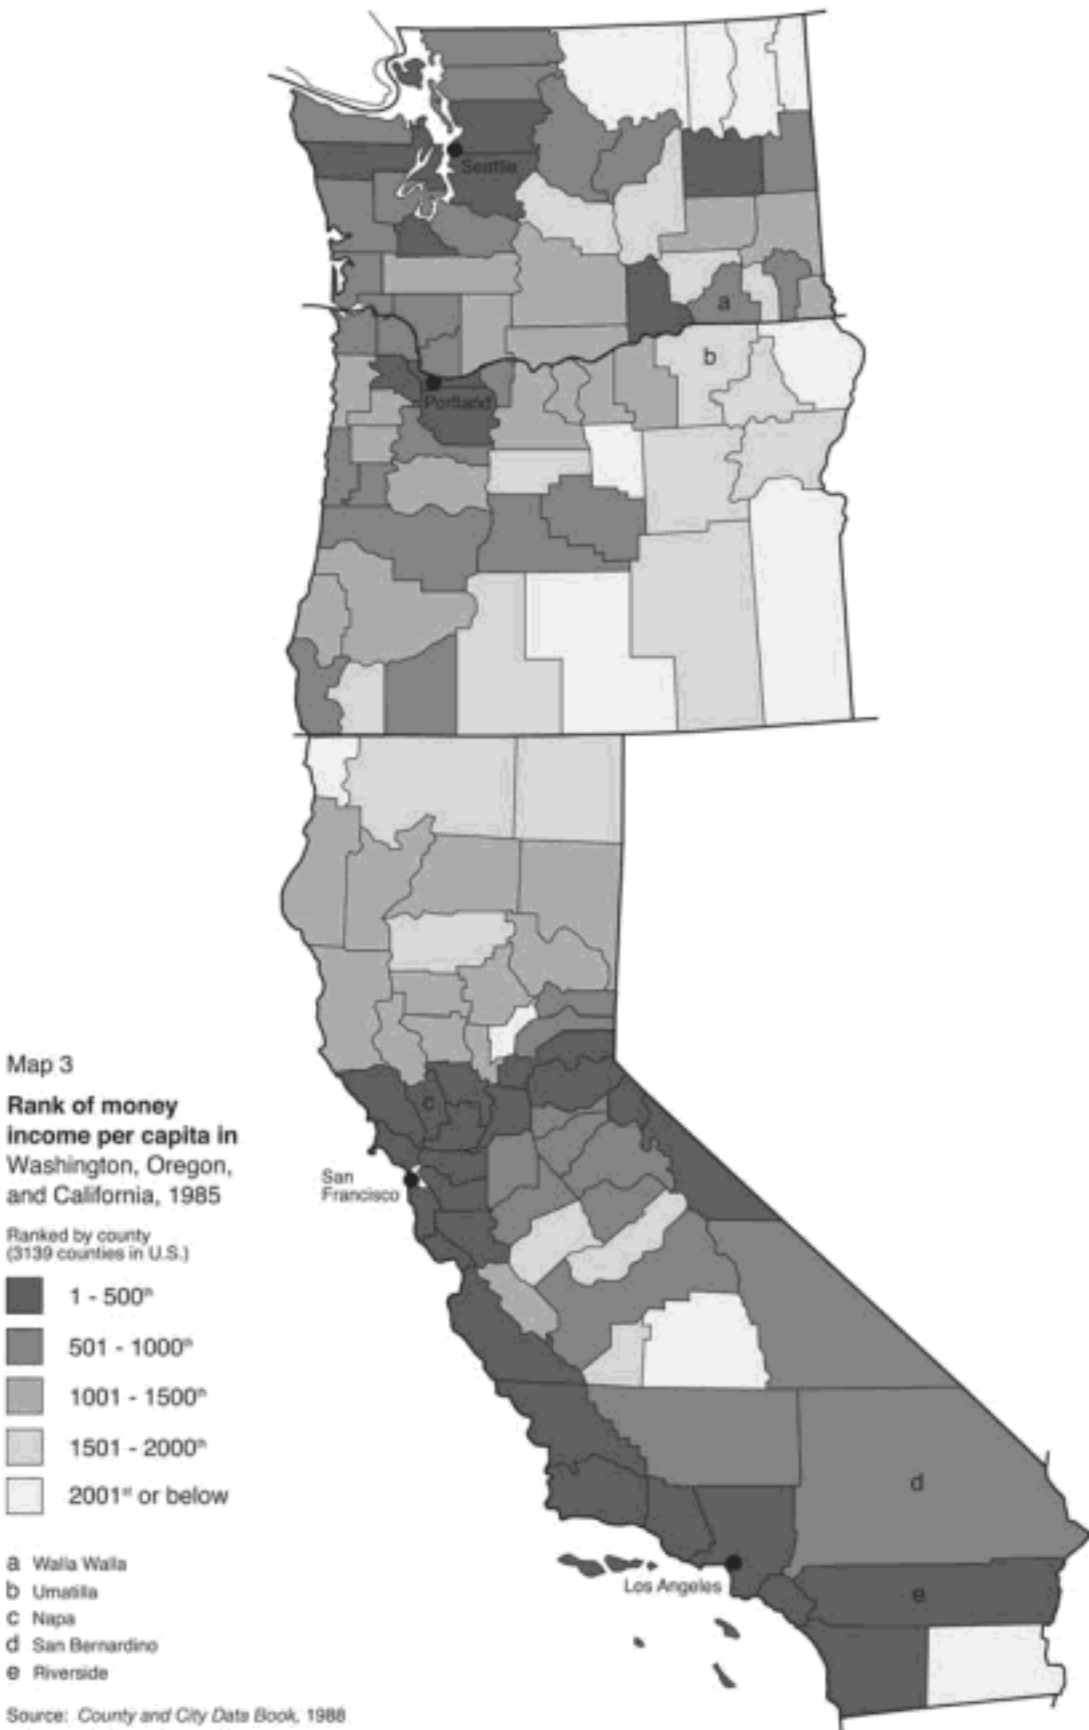 Seattle
a
b
Portland
Map 3
Rank of money
income per capita in
Washington, Oregon,
and California, 1985
Ranked by county
(3139 counties in U.S.)
1 - 500th
501 - 1000th
1001 - 1500th
1501 - 2000th
2001st or below
c
San
Francisco
d
Los Angeles
e
a Walla Walla
b Umatilla
c Napa
d San Bernardino
e Riverside
Source: County and City Data Book, 1988